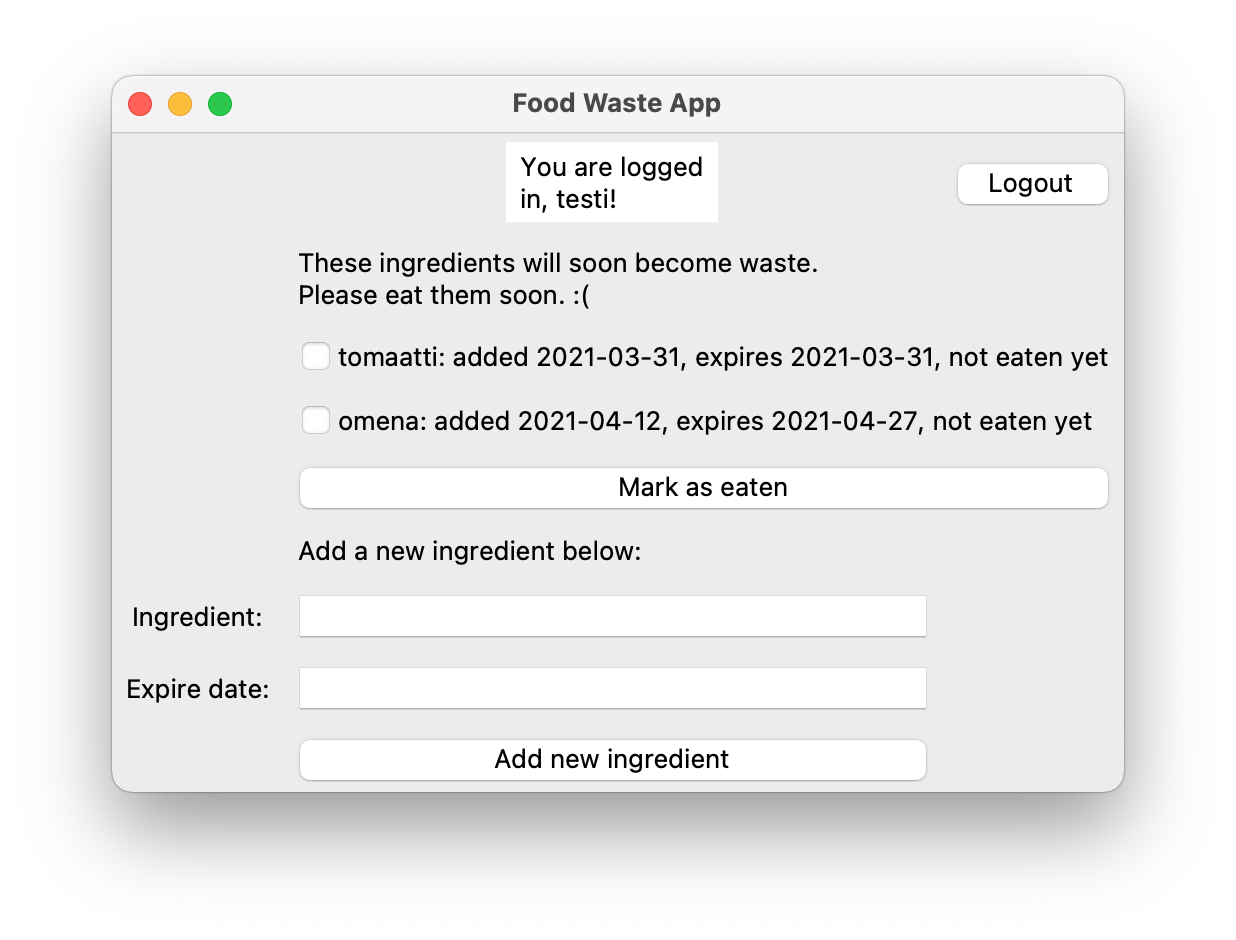 Food Waste App
You are logged
in, testi!
Logout
These ingredients will soon become waste.
Please eat them soon. :(
tomaatti: added 2021-03-31, expires 2021-03-31, not eaten yet
omena: added 2021-04-12, expires 2021-04-27, not eaten yet
Mark as eaten
Add a new ingredient below:
Ingredient:
Expire date:
Add new ingredient